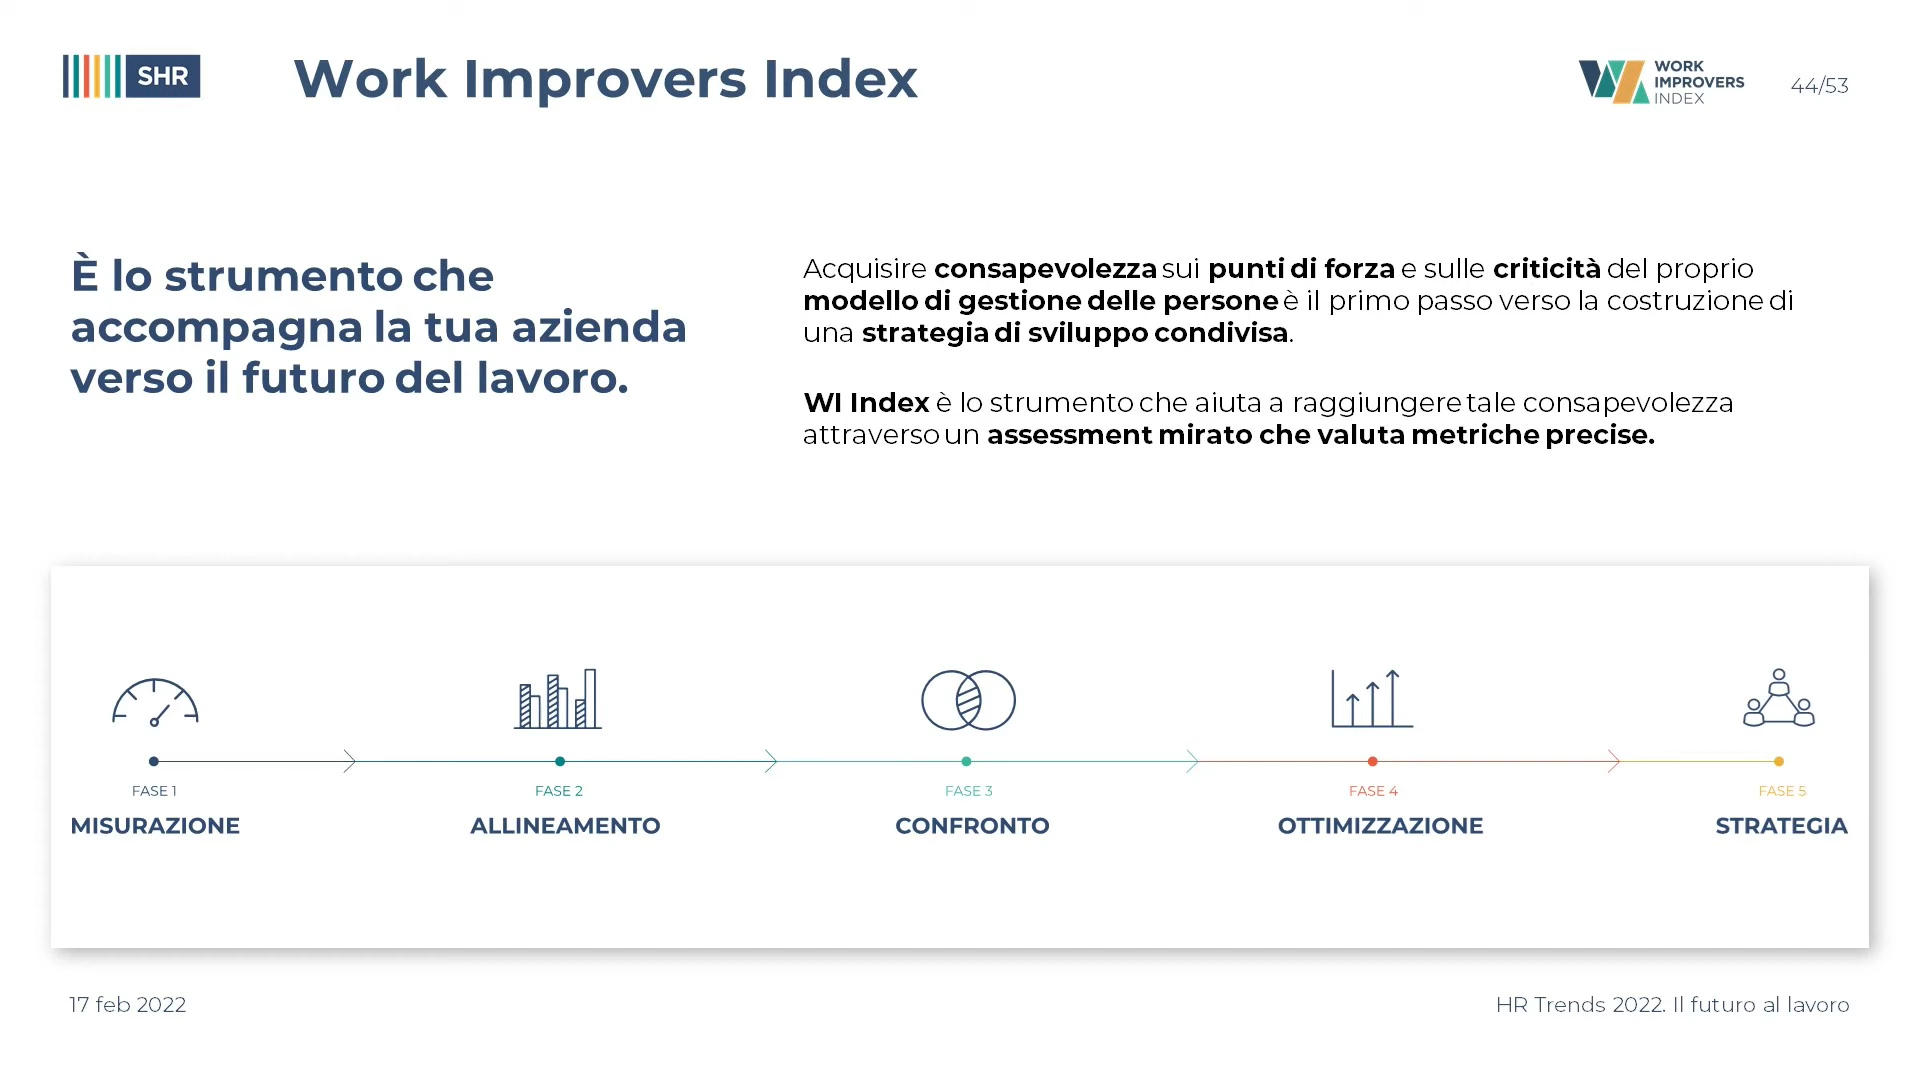 SHR
Work Improvers Index
WORK
IMPROVERS
INDEX
44/53
È lo strumento che
accompagna la tua azienda
verso il futuro del lavoro.
Acquisire consapevolezza sui punti di forza e sulle criticità del proprio
modello di gestione delle persone è il primo passo verso la costruzione di
una strategia di sviluppo condivisa.
WI Index è lo strumento che aiuta a raggiungere tale consapevolezza
attraverso un assessment mirato che valuta metriche precise.
FASE 1
MISURAZIONE
FASE 2
ALLINEAMENTO
FASE 3
CONFRONTO
FASE 4
OTTIMIZZAZIONE
FASE 5
STRATEGIA
17 feb 2022
HR Trends 2022. Il futuro al lavoro